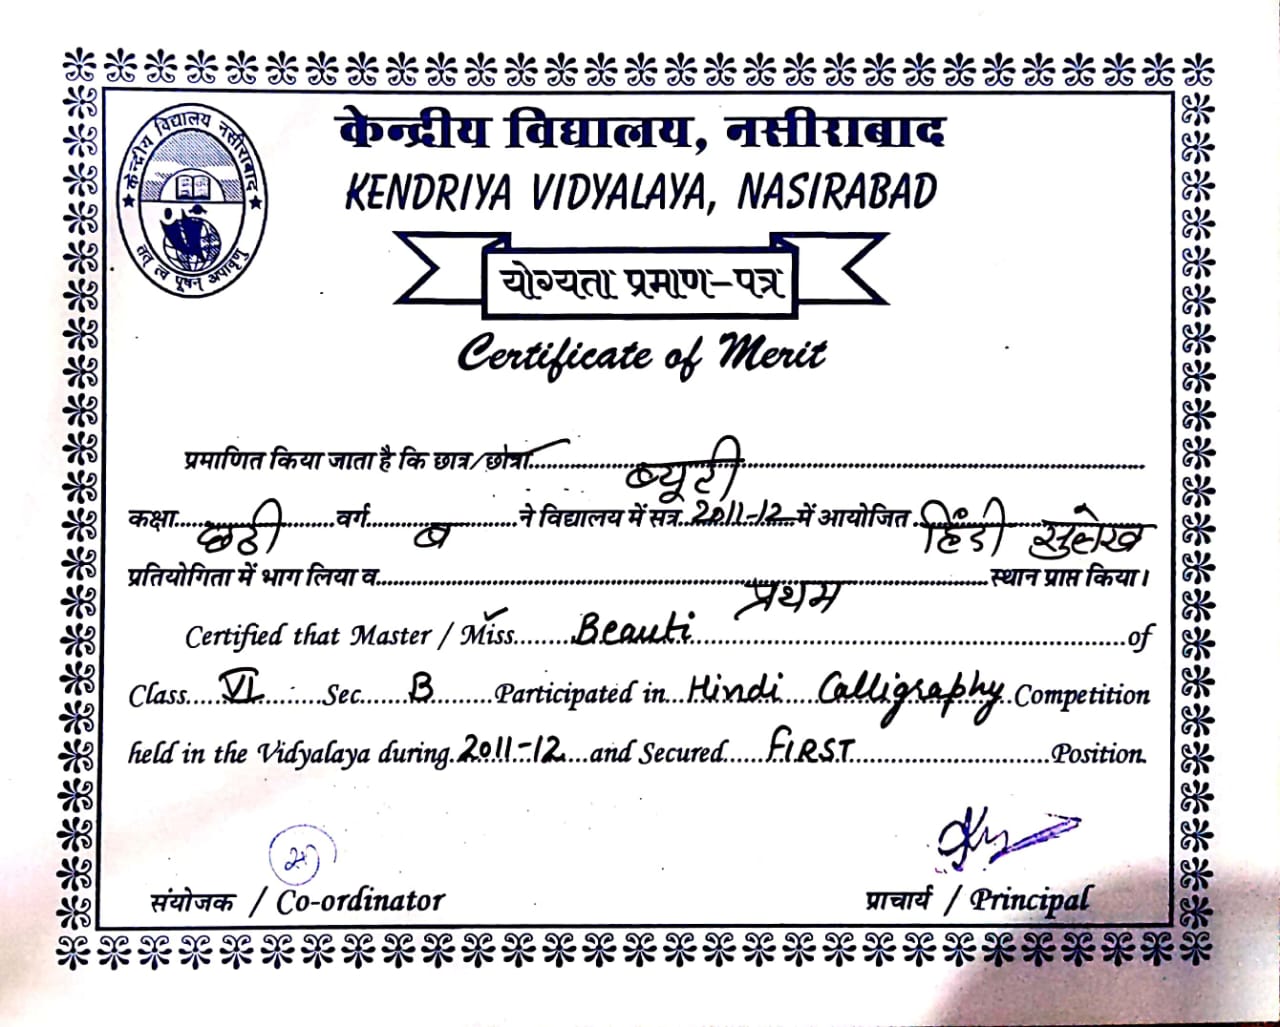 केन्द्रीय विद्यालय नसीराबाद
तत् त्वं पूषन् अपावृणु
केन्द्रीय विद्यालय, नसीराबाद
KENDRIYA VIDYALAYA, NASIRABAD
योग्यता प्रमाण-पत्र
Certificate of Merit
प्रमाणित किया जाता है कि छात्र/छात्रा ब्यूटी
कक्षा छठी वर्ग ब ने विद्यालय में सत्र 2011-12 में आयोजित हिंदी सुलेख
प्रतियोगिता में भाग लिया व प्रथम स्थान प्राप्त किया।
Certified that Master / Miss Beauti of
Class VI Sec B Participated in Hindi Calligraphy Competition
held in the Vidyalaya during 2011-12 and Secured FIRST Position
संयोजक / Co-ordinator
प्राचार्य / Principal